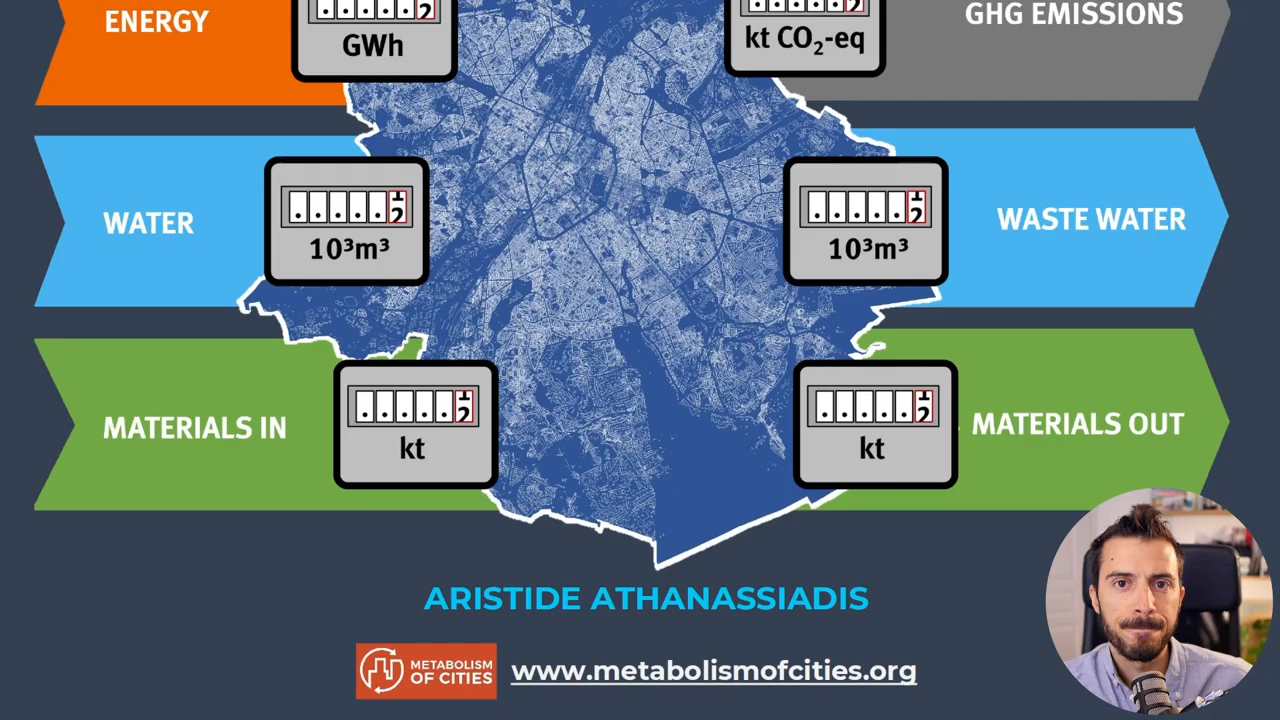 ENERGY
GWh
kt CO₂-eq
GHG EMISSIONS
WATER
10³m³
10³m³
WASTE WATER
MATERIALS IN
kt
kt
MATERIALS OUT
ARISTIDE ATHANASSIADIS
METABOLISM
OF CITIES
www.metabolismofcities.org